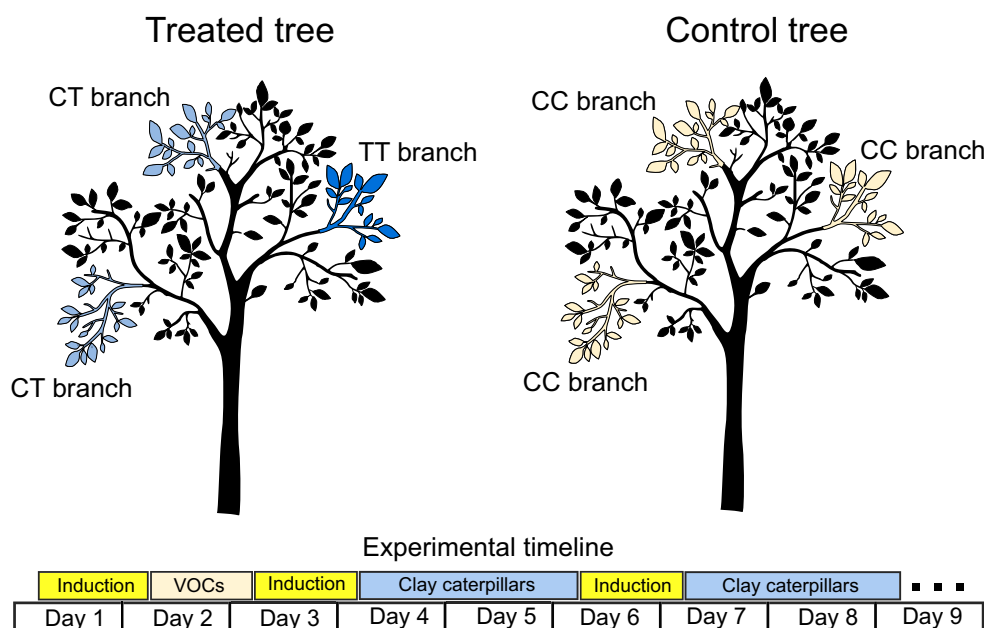 Treated tree
Control tree
CT branch
TT branch
CT branch
CC branch
CC branch
CC branch
Experimental timeline
Induction VOCs Induction Clay caterpillars Induction Clay caterpillars
Day 1 Day 2 Day 3 Day 4 Day 5 Day 6 Day 7 Day 8 Day 9